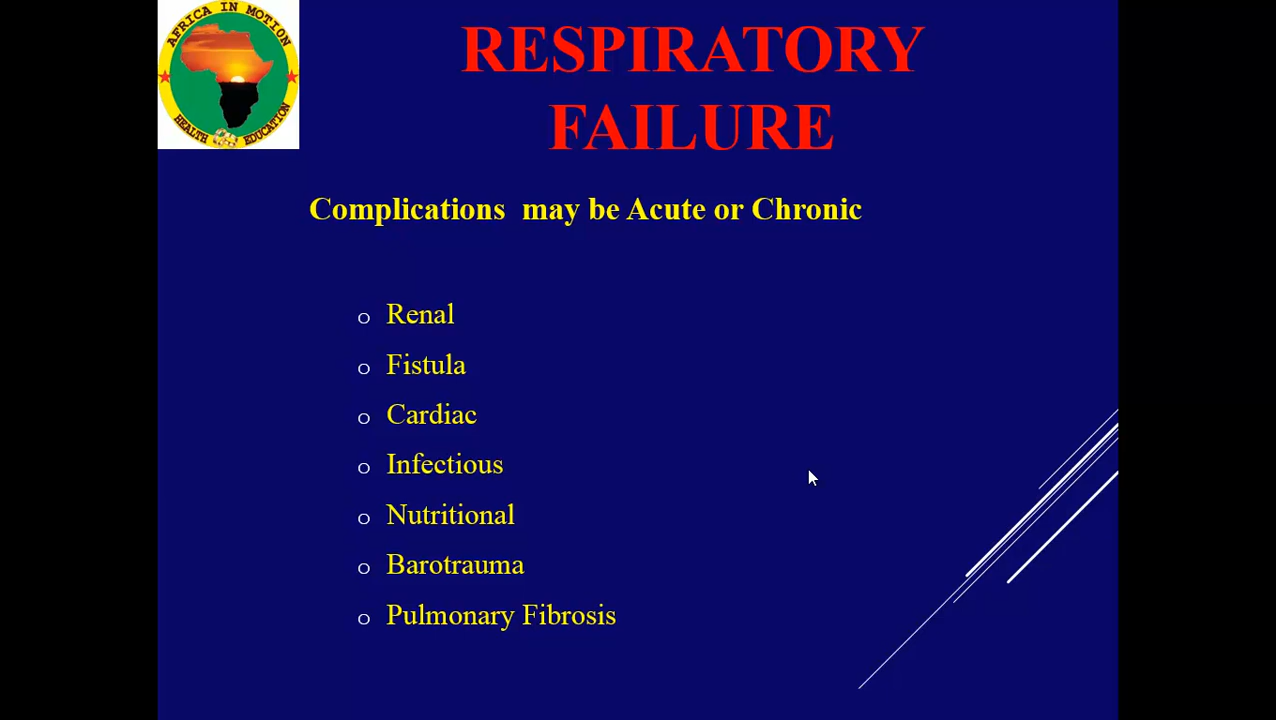 AFRICA IN MOTION
HEALTH EDUCATION
RESPIRATORY
FAILURE
Complications may be Acute or Chronic
o Renal
o Fistula
o Cardiac
o Infectious
o Nutritional
o Barotrauma
o Pulmonary Fibrosis